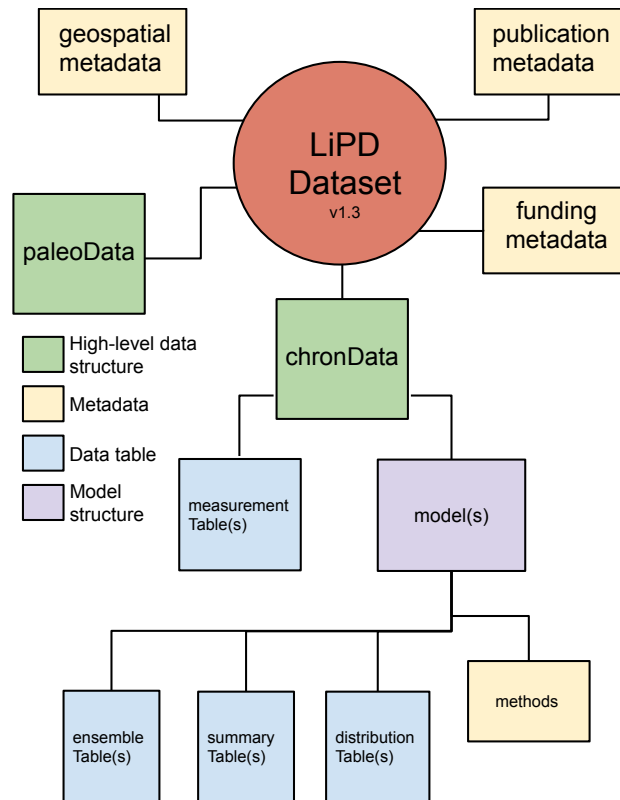 geospatial
metadata
publication
metadata
LiPD
Dataset
v1.3
paleoData
funding
metadata
chronData
High-level data
structure
Metadata
Data table
Model
structure
measurement
Table(s)
model(s)
ensemble
Table(s)
summary
Table(s)
distribution
Table(s)
methods